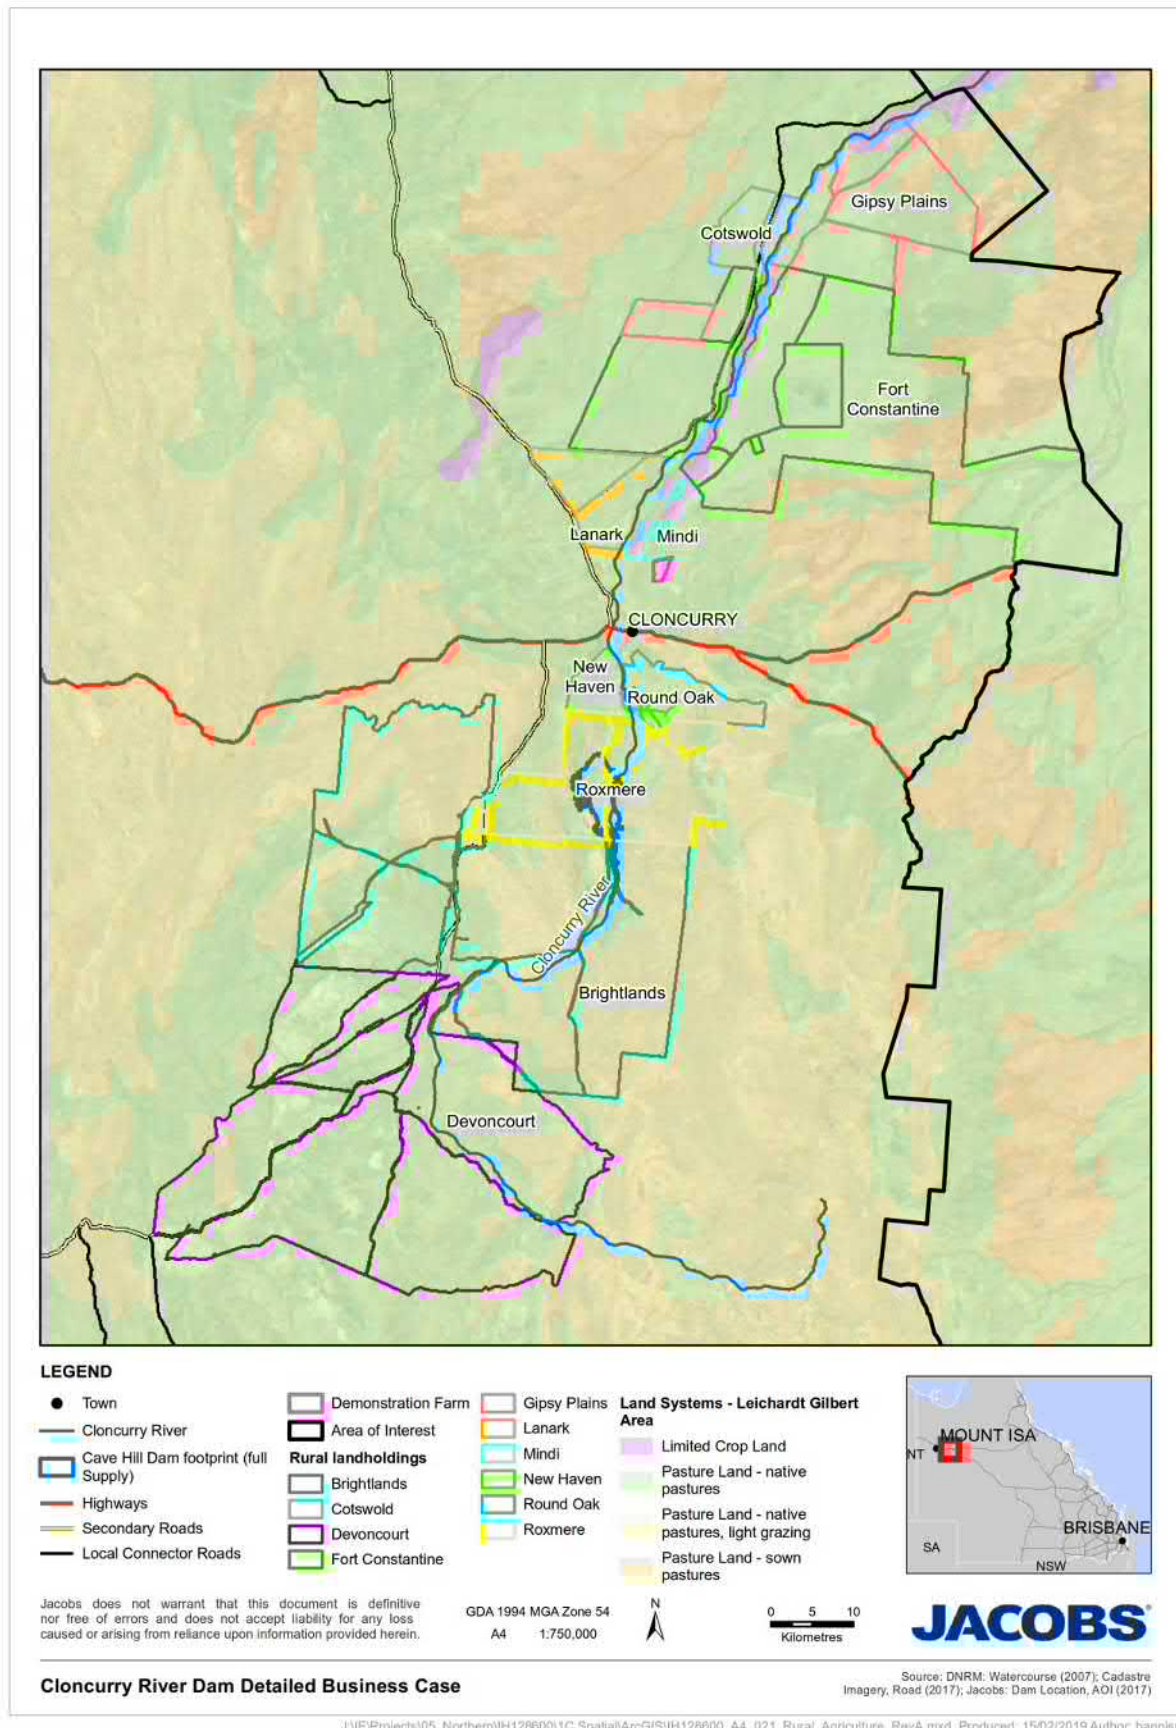 Gipsy Plains
Cotswold
Fort
Constantine
Lanark
Mindi
CLONCURRY
New
Haven
Round Oak
Roxmere
Cloncurry River
Brightlands
Devoncourt
LEGEND
Town
Cloncurry River
Cave Hill Dam footprint (full
Supply)
Highways
Secondary Roads
Local Connector Roads
Demonstration Farm
Area of Interest
Rural landholdings
Brightlands
Cotswold
Devoncourt
Fort Constantine
Gipsy Plains
Lanark
Mindi
New Haven
Round Oak
Roxmere
Land Systems - Leichardt Gilbert
Area
Limited Crop Land
Pasture Land - native
pastures
Pasture Land - native
pastures, light grazing
Pasture Land - sown
pastures
MOUNT ISA
NT
BRISBANE
SA
NSW
Jacobs does not warrant that this document is definitive
nor free of errors and does not accept liability for any loss
caused or arising from reliance upon information provided herein.
GDA 1994 MGA Zone 54
A4 1:750,000
N
0 5 10
Kilometres
JACOBS
Cloncurry River Dam Detailed Business Case
Source: DNRM: Watercourse (2007); Cadastre
Imagery, Road (2017); Jacobs: Dam Location, AOI (2017)